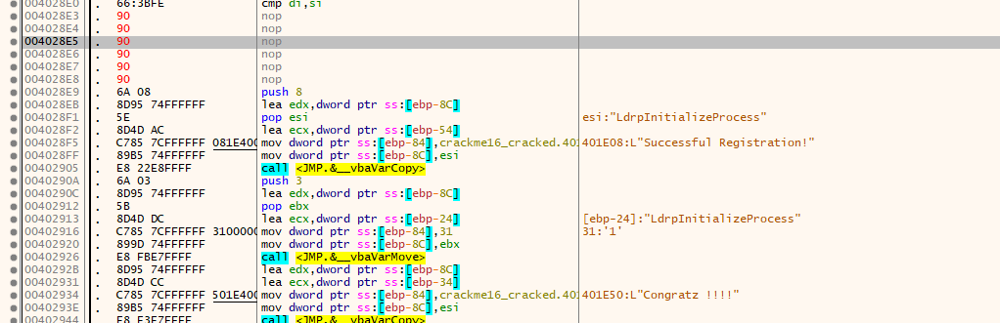 004028E0 . 66:3BFE cmp di,si
004028E3 . 90 nop
004028E4 . 90 nop
004028E5 . 90 nop
004028E6 . 90 nop
004028E7 . 90 nop
004028E8 . 90 nop
004028E9 . 6A 08 push 8
004028EB . 8D95 74FFFFFF lea edx,dword ptr ss:[ebp-8C]
004028F1 . 5E pop esi esi:"LdrpInitializeProcess"
004028F2 . 8D4D AC lea ecx,dword ptr ss:[ebp-54]
004028F5 . C785 7CFFFFFF 081E400 mov dword ptr ss:[ebp-84],crackme16_cracked.40 401E08:L"Successful Registration!"
004028FF . 89B5 74FFFFFF mov dword ptr ss:[ebp-8C],esi
00402905 . E8 22E8FFFF call <JMP.&__vbaVarCopy>
0040290A . 6A 03 push 3
0040290C . 8D95 74FFFFFF lea edx,dword ptr ss:[ebp-8C]
00402912 . 5B pop ebx
00402913 . 8D4D DC lea ecx,dword ptr ss:[ebp-24] [ebp-24]:"LdrpInitializeProcess"
00402916 . C785 7CFFFFFF 3100000 mov dword ptr ss:[ebp-84],31 31:'1'
00402920 . 899D 74FFFFFF mov dword ptr ss:[ebp-8C],ebx
00402926 . E8 FBE7FFFF call <JMP.&__vbaVarMove>
0040292B . 8D95 74FFFFFF lea edx,dword ptr ss:[ebp-8C]
00402931 . 8D4D CC lea ecx,dword ptr ss:[ebp-34]
00402934 . C785 7CFFFFFF 501E400 mov dword ptr ss:[ebp-84],crackme16_cracked.40 401E50:L"Congratz !!!!"
0040293E . 89B5 74FFFFFF mov dword ptr ss:[ebp-8C],esi
00402944 . E8 E3E7FFFF call <JMP.&__vbaVarCopy>